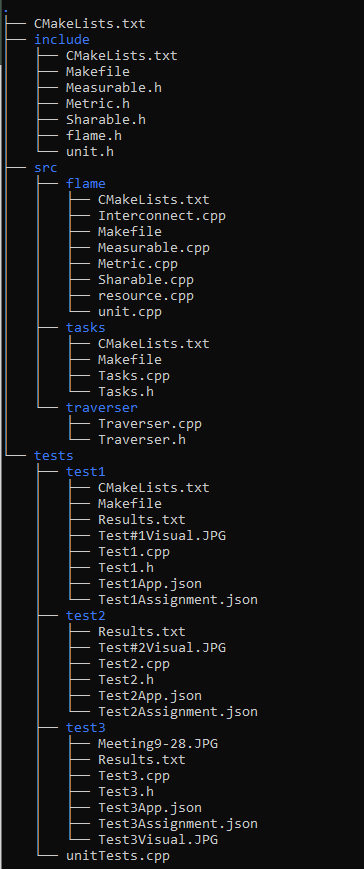 .
├── CMakeLists.txt
├── include
│   ├── CMakeLists.txt
│   ├── Makefile
│   ├── Measurable.h
│   ├── Metric.h
│   ├── Sharable.h
│   ├── flame.h
│   └── unit.h
├── src
│   ├── flame
│   │   ├── CMakeLists.txt
│   │   ├── Interconnect.cpp
│   │   ├── Makefile
│   │   ├── Measurable.cpp
│   │   ├── Metric.cpp
│   │   ├── Sharable.cpp
│   │   ├── resource.cpp
│   │   └── unit.cpp
│   ├── tasks
│   │   ├── CMakeLists.txt
│   │   ├── Makefile
│   │   ├── Tasks.cpp
│   │   └── Tasks.h
│   └── traverser
│       ├── Traverser.cpp
│       └── Traverser.h
└── tests
    ├── test1
    │   ├── CMakeLists.txt
    │   ├── Makefile
    │   ├── Results.txt
    │   ├── Test#1Visual.JPG
    │   ├── Test1.cpp
    │   ├── Test1.h
    │   ├── Test1App.json
    │   └── Test1Assignment.json
    ├── test2
    │   ├── Results.txt
    │   ├── Test#2Visual.JPG
    │   ├── Test2.cpp
    │   ├── Test2.h
    │   ├── Test2App.json
    │   └── Test2Assignment.json
    ├── test3
    │   ├── Meeting9-28.JPG
    │   ├── Results.txt
    │   ├── Test3.cpp
    │   ├── Test3.h
    │   ├── Test3App.json
    │   ├── Test3Assignment.json
    │   └── Test3Visual.JPG
    └── unitTests.cpp